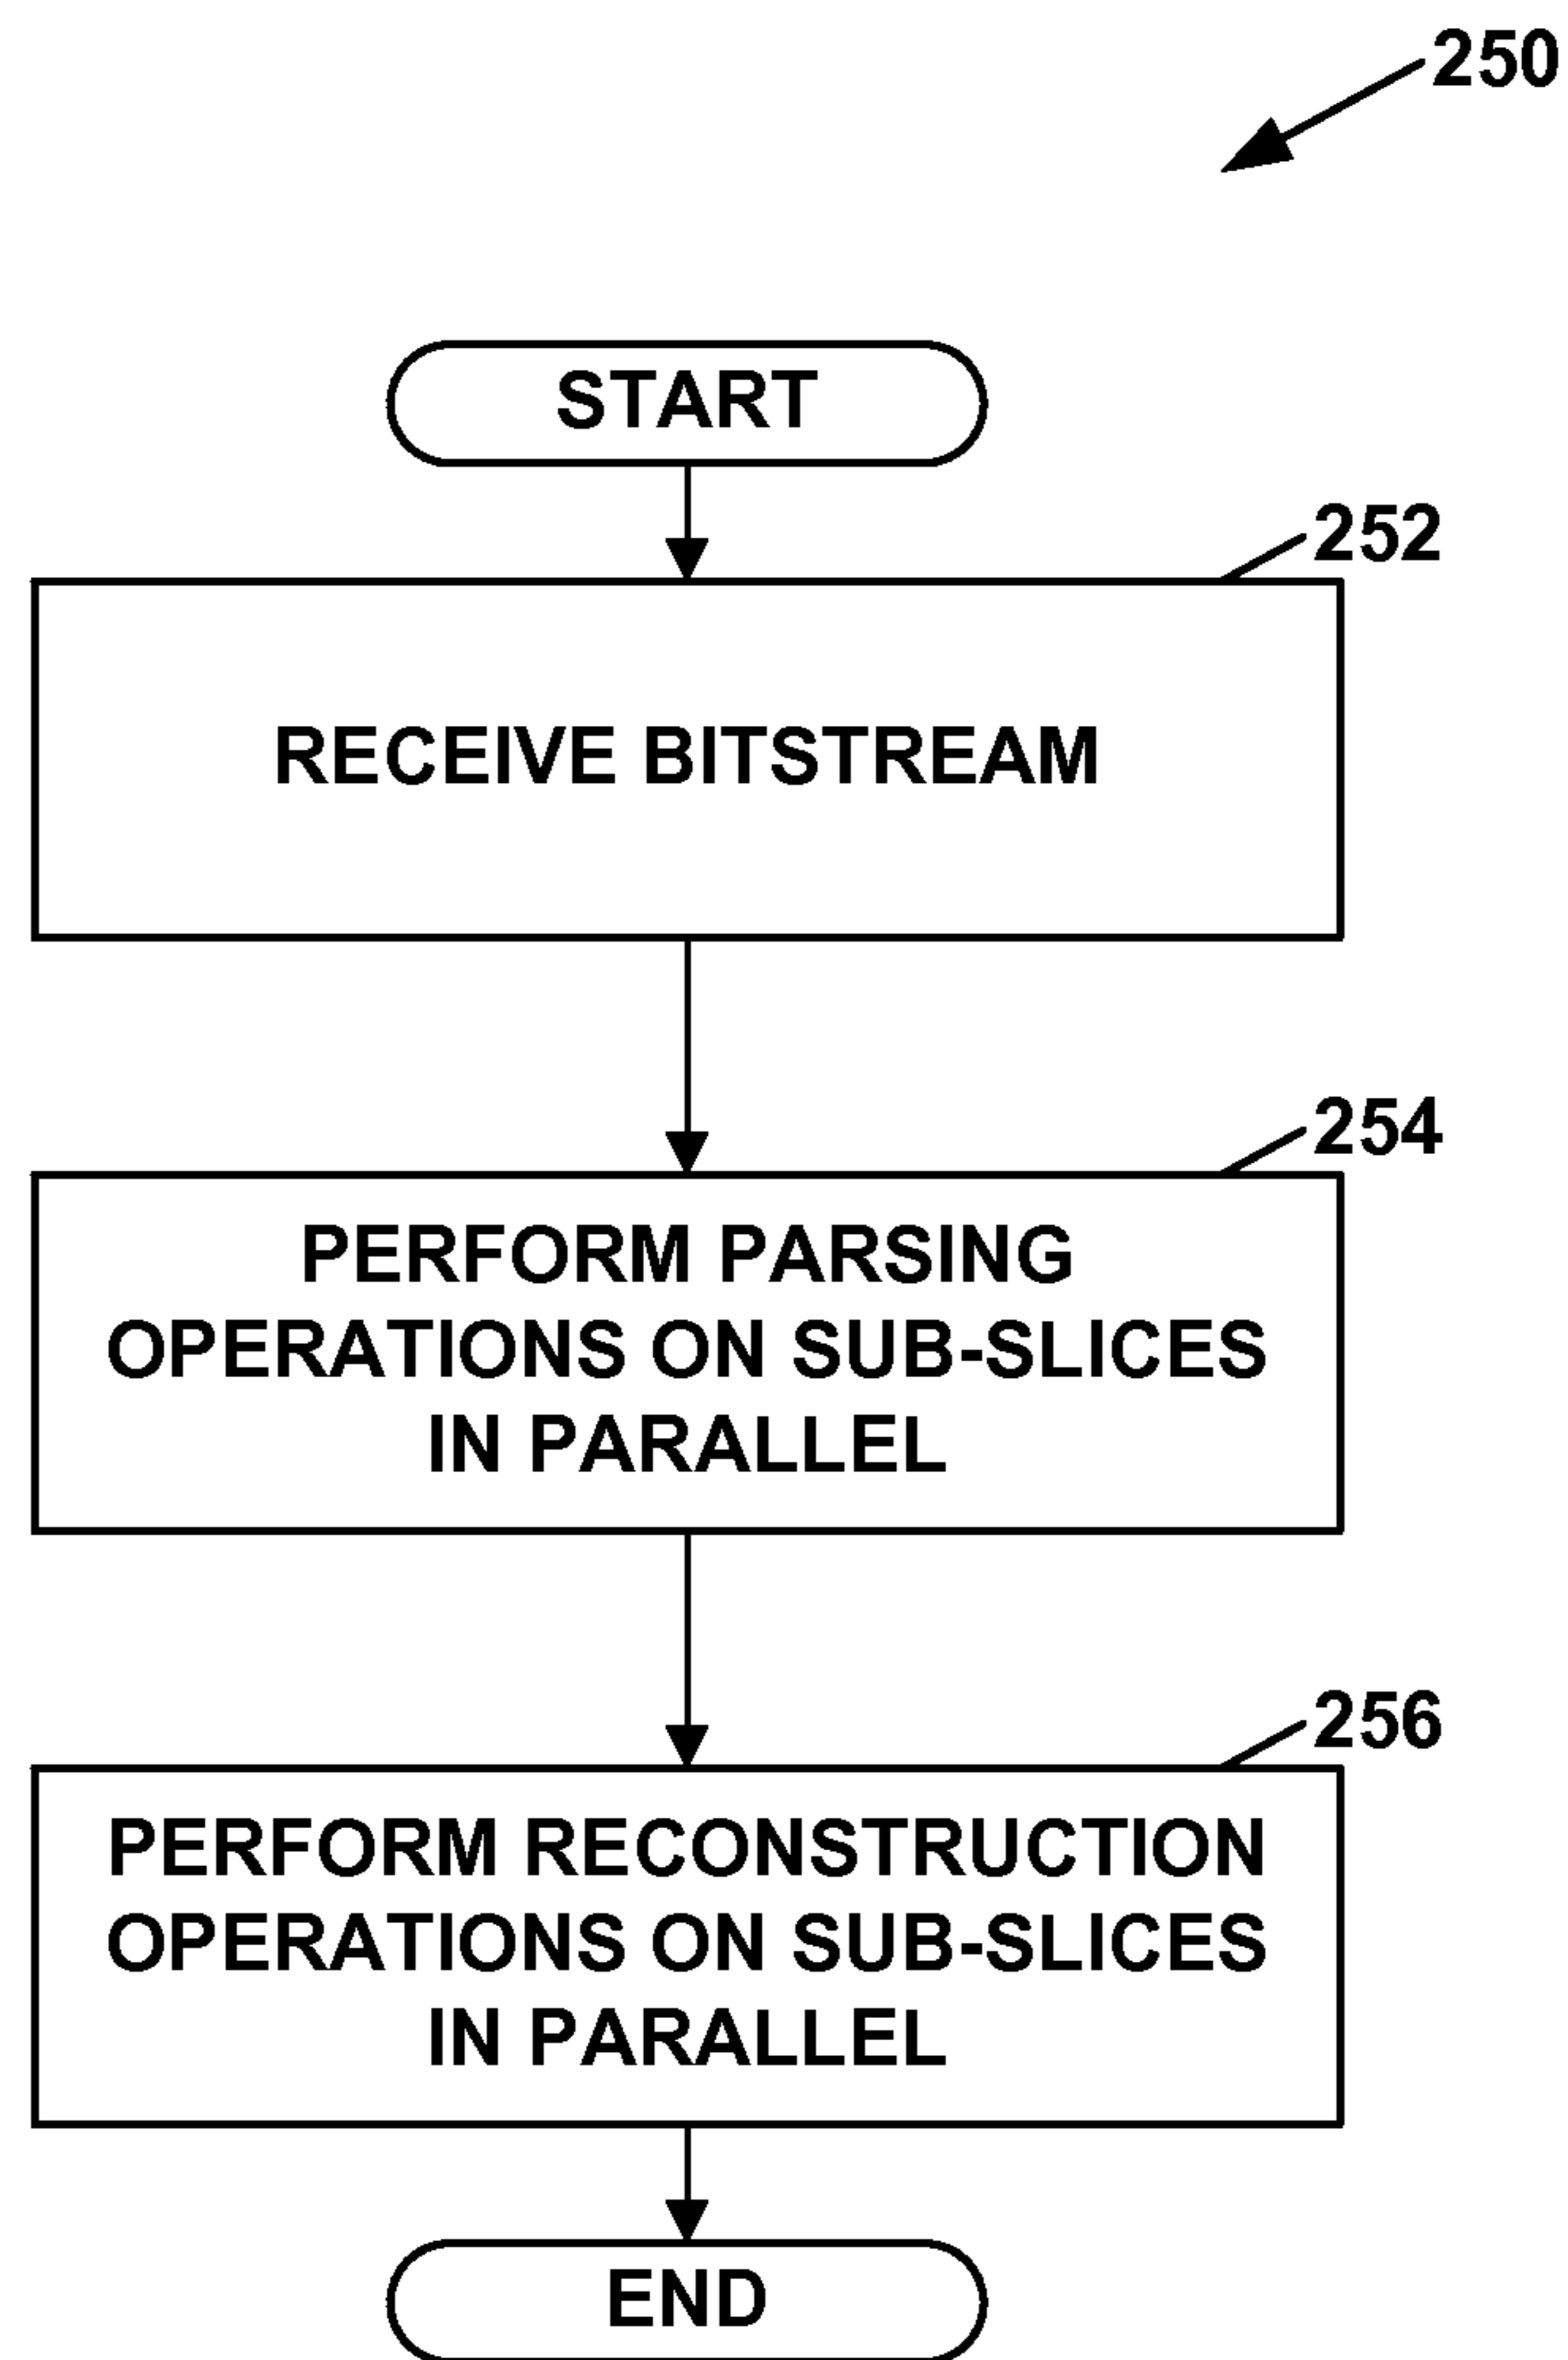 250
START
252
RECEIVE BITSTREAM
254
PERFORM PARSING
OPERATIONS ON SUB-SLICES
IN PARALLEL
256
PERFORM RECONSTRUCTION
OPERATIONS ON SUB-SLICES
IN PARALLEL
END